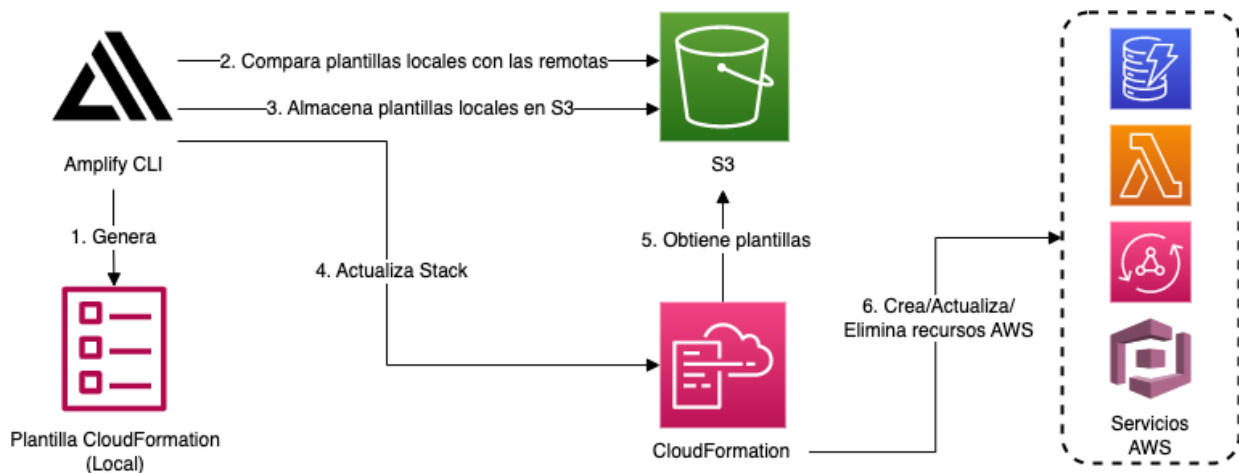 2. Compara plantillas locales con las remotas
3. Almacena plantillas locales en S3
Amplify CLI
S3
1. Genera
5. Obtiene plantillas
4. Actualiza Stack
6. Crea/Actualiza/
Elimina recursos AWS
Plantilla CloudFormation
(Local)
CloudFormation
Servicios
AWS